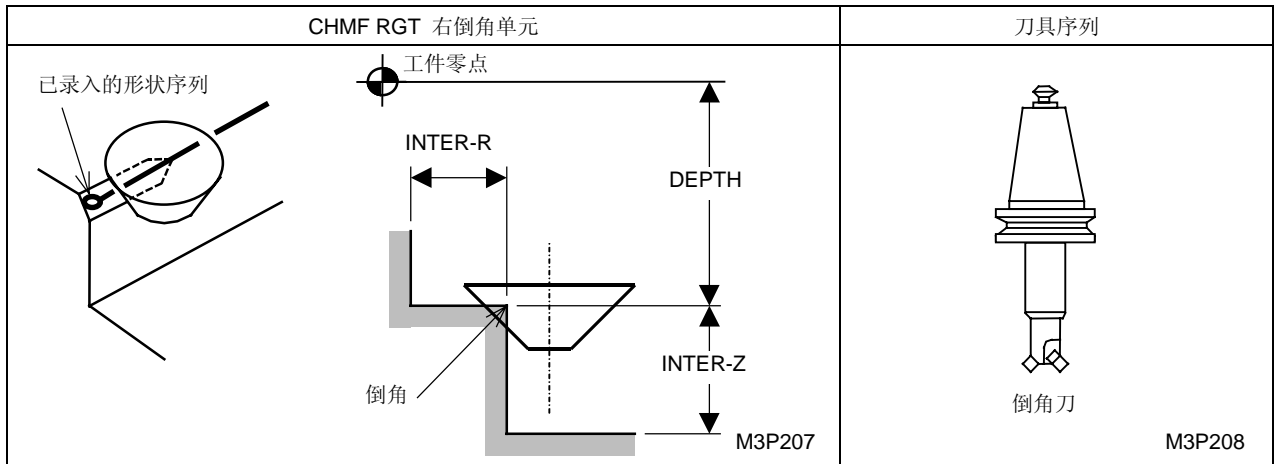 CHMF RGT 右倒角单元
刀具序列
工件零点
已录入的形状序列
INTER-R
DEPTH
INTER-Z
倒角
M3P207
倒角刀
M3P208